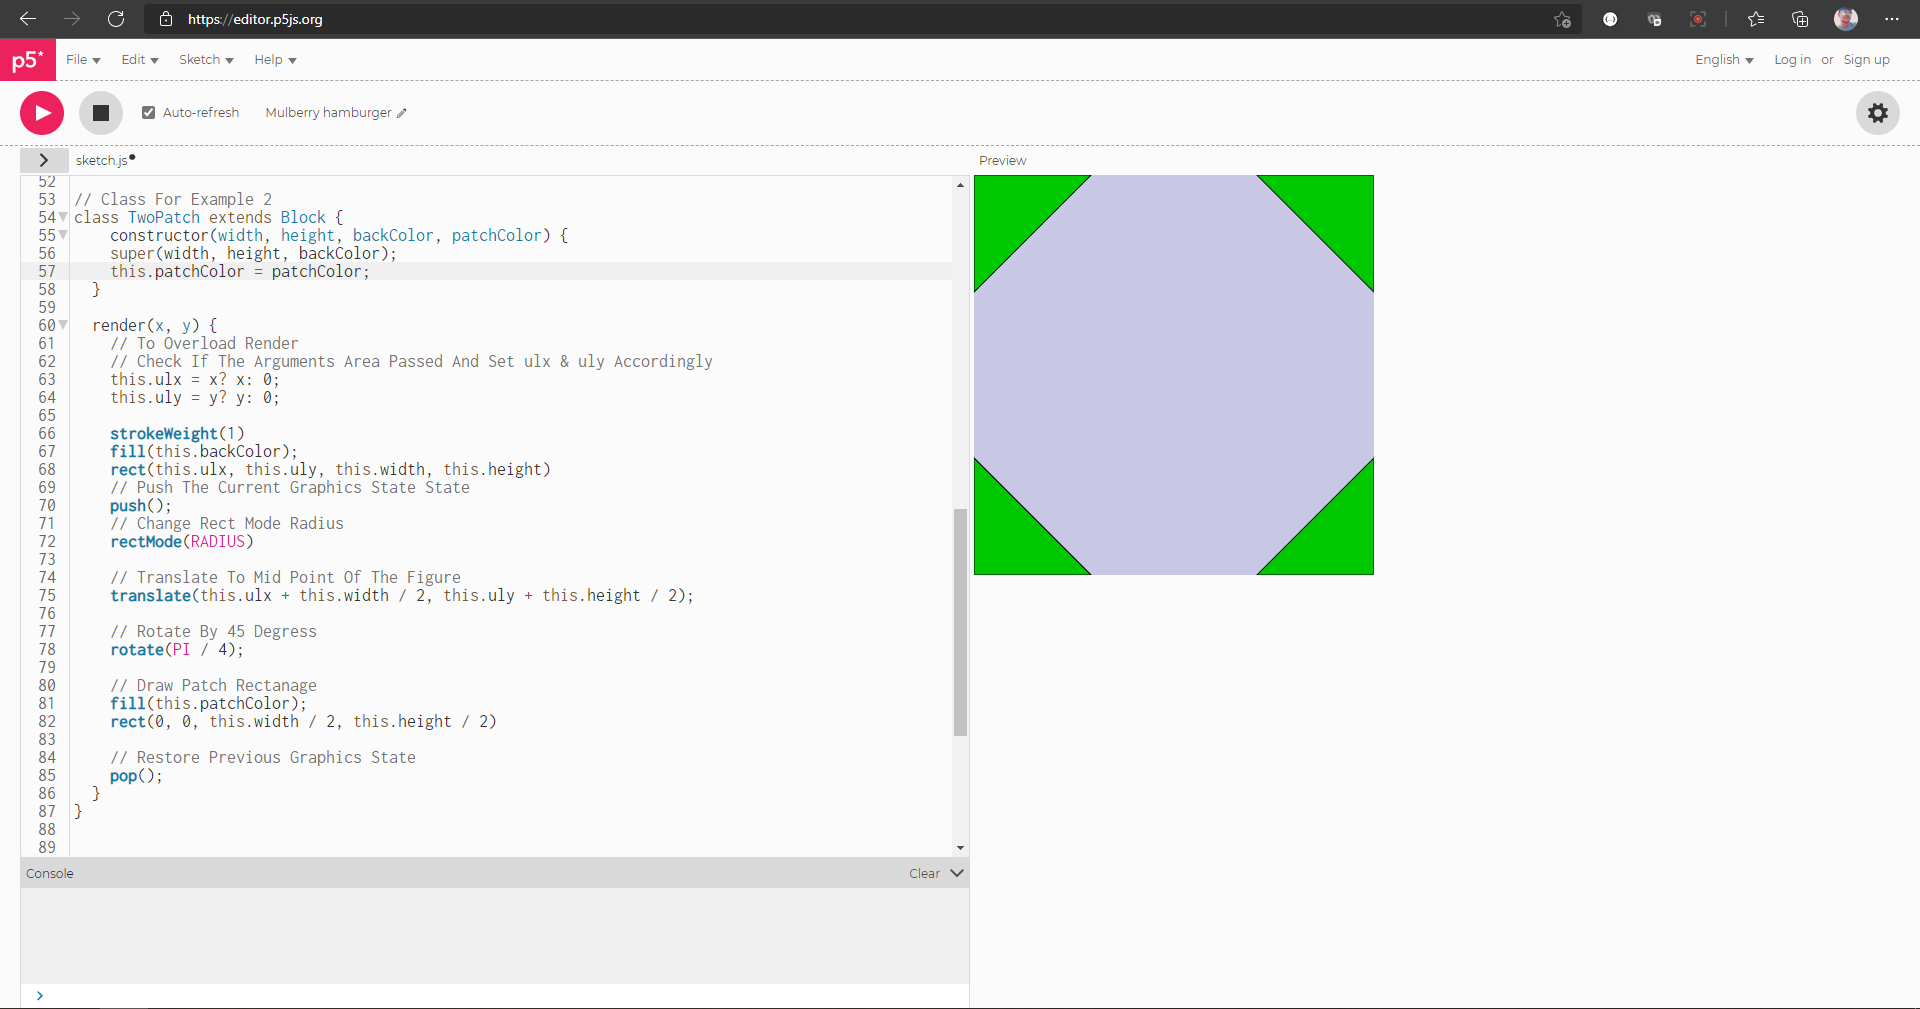 https://editor.p5js.org
p5*
File Edit Sketch Help
English Log in or Sign up
Auto-refresh Mulberry hamburger
sketch.js
Preview
52
53 // Class For Example 2
54 class TwoPatch extends Block {
55 constructor(width, height, backColor, patchColor) {
56 super(width, height, backColor);
57 this.patchColor = patchColor;
58 }
59
60 render(x, y) {
61 // To Overload Render
62 // Check If The Arguments Area Passed And Set ulx & uly Accordingly
63 this.ulx = x? x: 0;
64 this.uly = y? y: 0;
65
66 strokeWeight(1)
67 fill(this.backColor);
68 rect(this.ulx, this.uly, this.width, this.height)
69 // Push The Current Graphics State State
70 push();
71 // Change Rect Mode Radius
72 rectMode(RADIUS)
73
74 // Translate To Mid Point Of The Figure
75 translate(this.ulx + this.width / 2, this.uly + this.height / 2);
76
77 // Rotate By 45 Degress
78 rotate(PI / 4);
79
80 // Draw Patch Rectanage
81 fill(this.patchColor);
82 rect(0, 0, this.width / 2, this.height / 2)
83
84 // Restore Previous Graphics State
85 pop();
86 }
87 }
88
89
Console
Clear
>